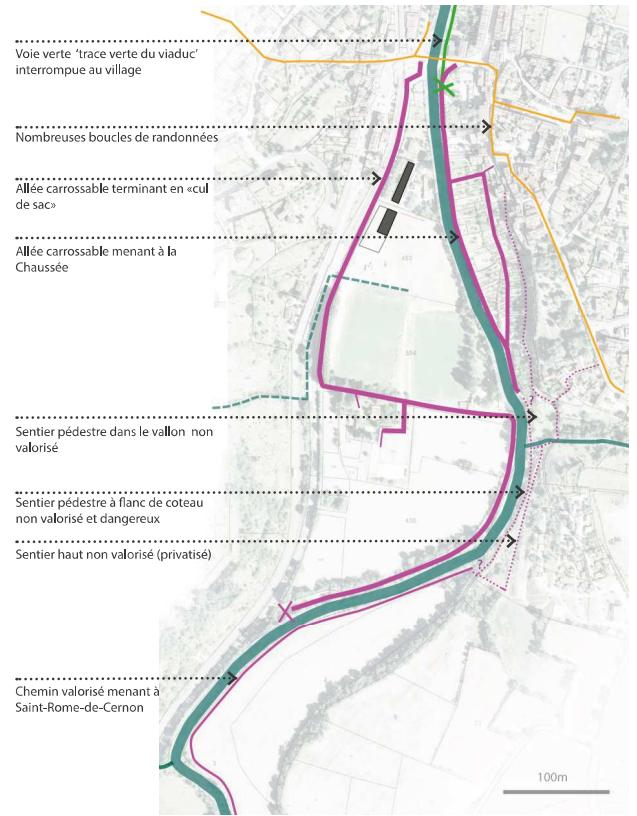 Voie verte ‘trace verte du viaduc’
interrompue au village
Nombreuses boucles de randonnées
Allée carrossable terminant en «cul
de sac»
Allée carrossable menant à la
Chaussée
Sentier pédestre dans le vallon non
valorisé
Sentier pédestre à flanc de coteau
non valorisé et dangereux
Sentier haut non valorisé (privatisé)
Chemin valorisé menant à
Saint-Rome-de-Cernon
?
?
100m